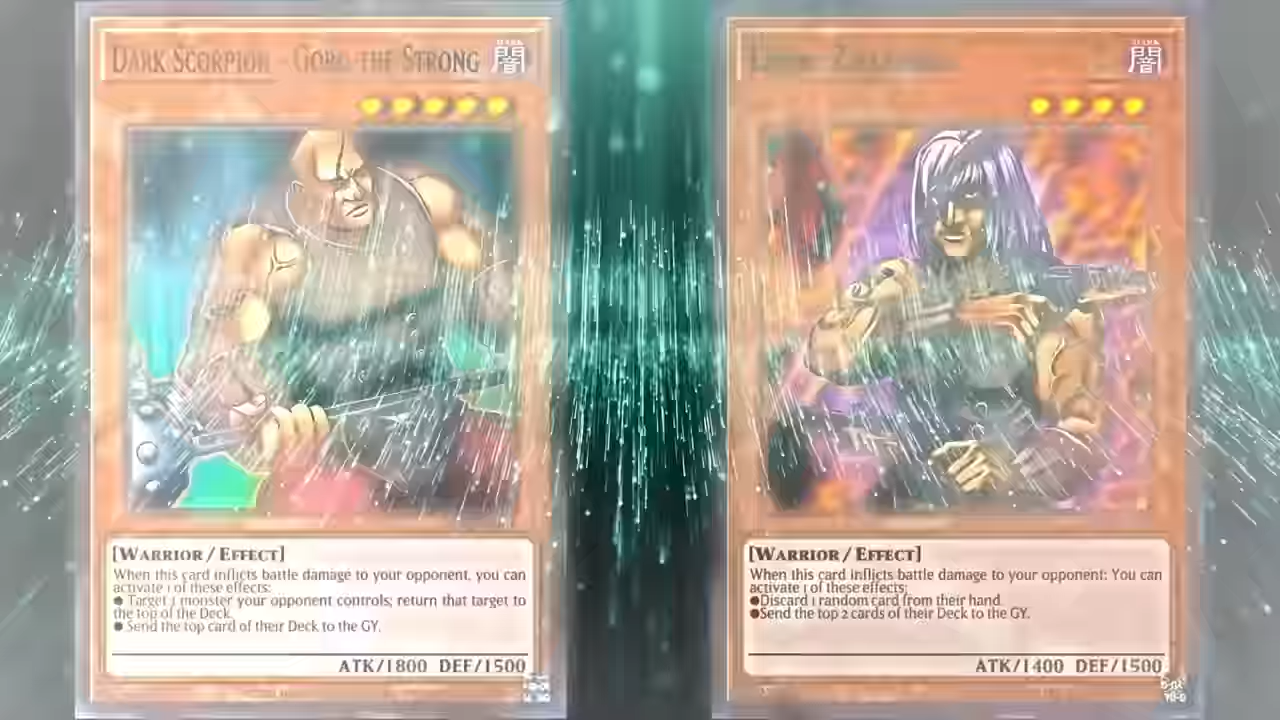 DARK SCORPION - GORG THE STRONG
DARK
闇
[WARRIOR / EFFECT]
When this card inflicts battle damage to your opponent, you can
activate 1 of these effects:
● Target 1 monster your opponent controls; return that target to
the top of the Deck.
● Send the top card of their Deck to the GY.
ATK/1800 DEF/1500
DARK
闇
[WARRIOR / EFFECT]
When this card inflicts battle damage to your opponent: You can
activate 1 of these effects;
●Discard 1 random card from their hand.
●Send the top 2 cards of their Deck to the GY.
ATK/1400 DEF/1500